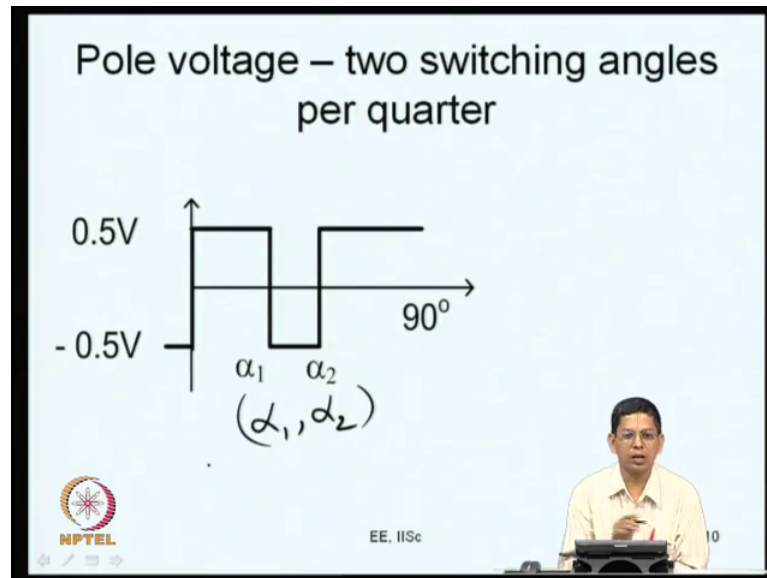 Pole voltage – two switching angles
per quarter
0.5V
90⁰
- 0.5V
α₁ α₂
(α₁, α₂)
NPTEL
EE, IISc
10